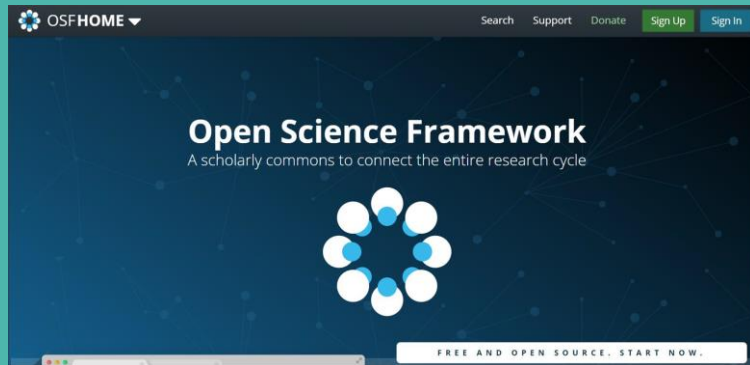 OSFHOME
Search Support Donate Sign Up Sign In
Open Science Framework
A scholarly commons to connect the entire research cycle
FREE AND OPEN SOURCE. START NOW.